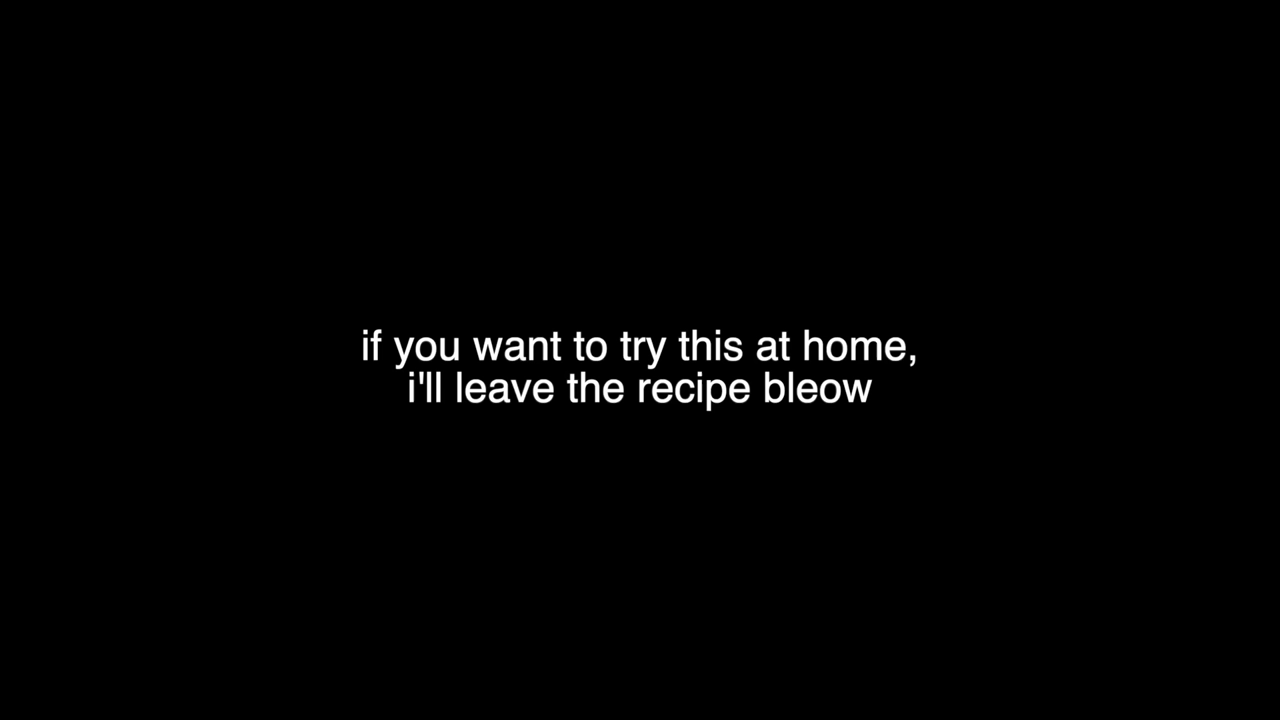 if you want to try this at home,
i'll leave the recipe bleow